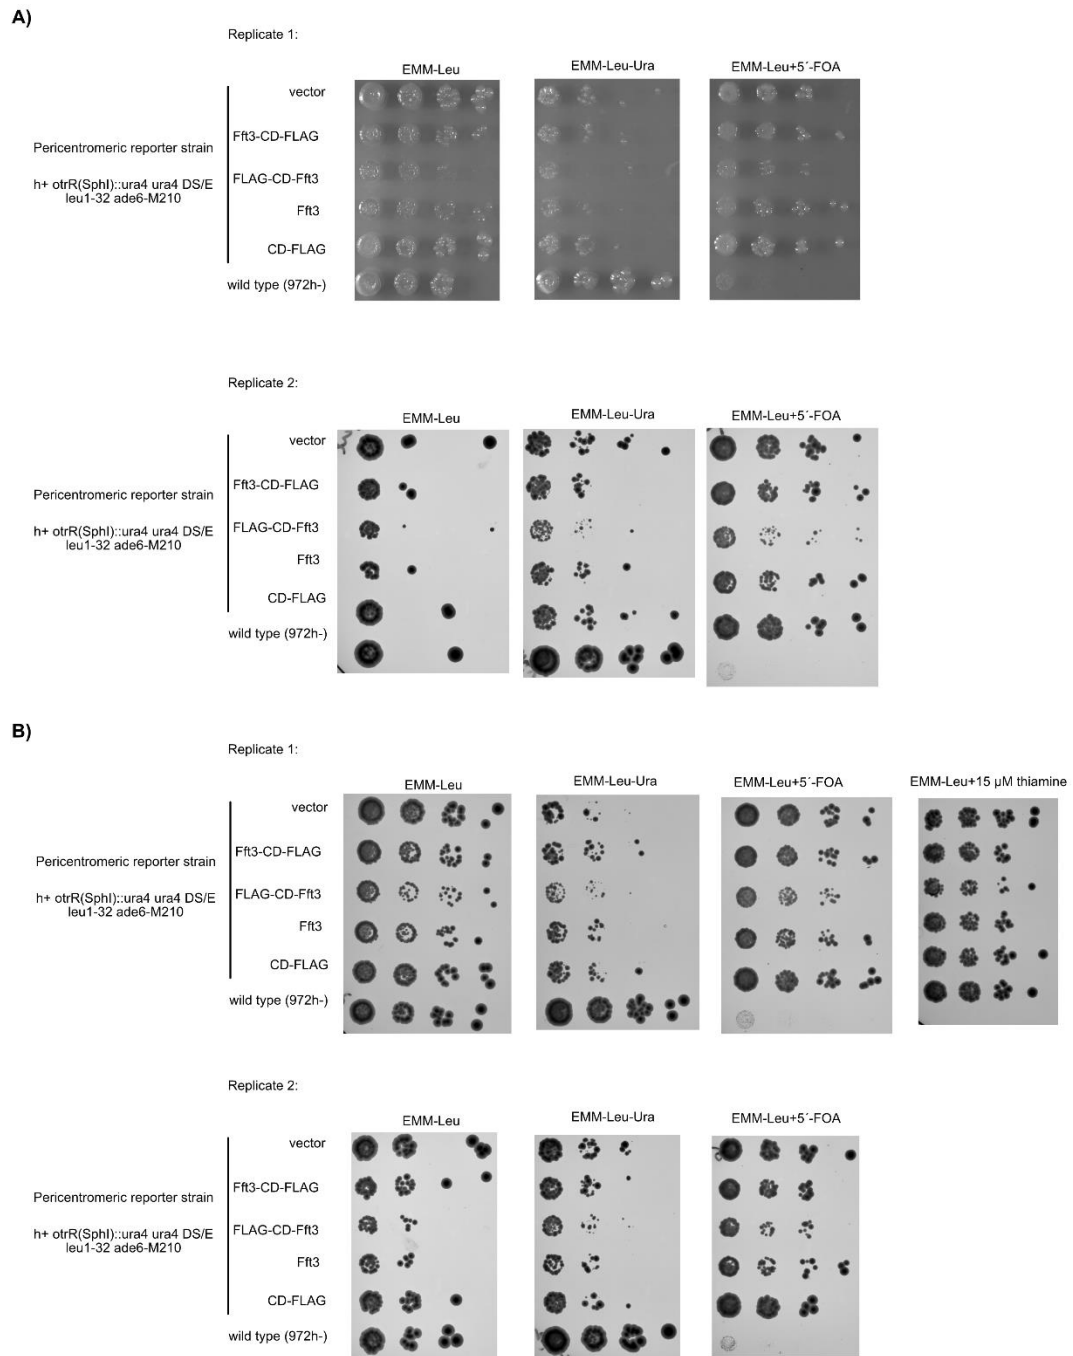 A)
Replicate 1:
EMM-Leu
EMM-Leu-Ura
EMM-Leu+5´-FOA
vector
Fft3-CD-FLAG
Pericentromeric reporter strain
FLAG-CD-Fft3
h+ otrR(SphI)::ura4 ura4 DS/E
leu1-32 ade6-M210
Fft3
CD-FLAG
wild type (972h-)
Replicate 2:
EMM-Leu
EMM-Leu-Ura
EMM-Leu+5´-FOA
vector
Fft3-CD-FLAG
Pericentromeric reporter strain
FLAG-CD-Fft3
h+ otrR(SphI)::ura4 ura4 DS/E
leu1-32 ade6-M210
Fft3
CD-FLAG
wild type (972h-)
B)
Replicate 1:
EMM-Leu
EMM-Leu-Ura
EMM-Leu+5´-FOA
EMM-Leu+15 µM thiamine
vector
Fft3-CD-FLAG
Pericentromeric reporter strain
FLAG-CD-Fft3
h+ otrR(SphI)::ura4 ura4 DS/E
leu1-32 ade6-M210
Fft3
CD-FLAG
wild type (972h-)
Replicate 2:
EMM-Leu
EMM-Leu-Ura
EMM-Leu+5´-FOA
vector
Fft3-CD-FLAG
Pericentromeric reporter strain
FLAG-CD-Fft3
h+ otrR(SphI)::ura4 ura4 DS/E
leu1-32 ade6-M210
Fft3
CD-FLAG
wild type (972h-)